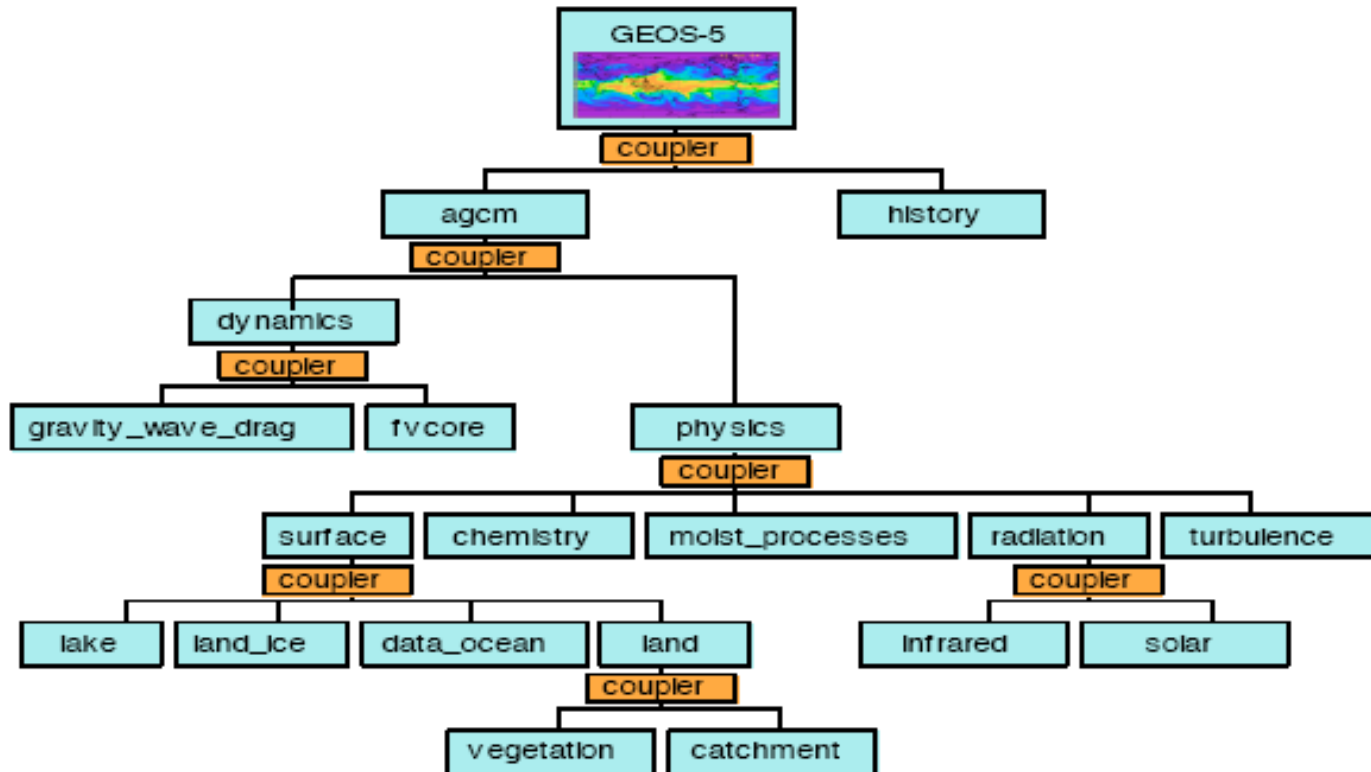 GEOS-5
coupler
agcm
history
coupler
dynamics
coupler
gravity_wave_drag
fvcore
physics
coupler
surface
chemistry
moist_processes
radiation
turbulence
coupler
coupler
lake
land_ice
data_ocean
land
infrared
solar
coupler
vegetation
catchment